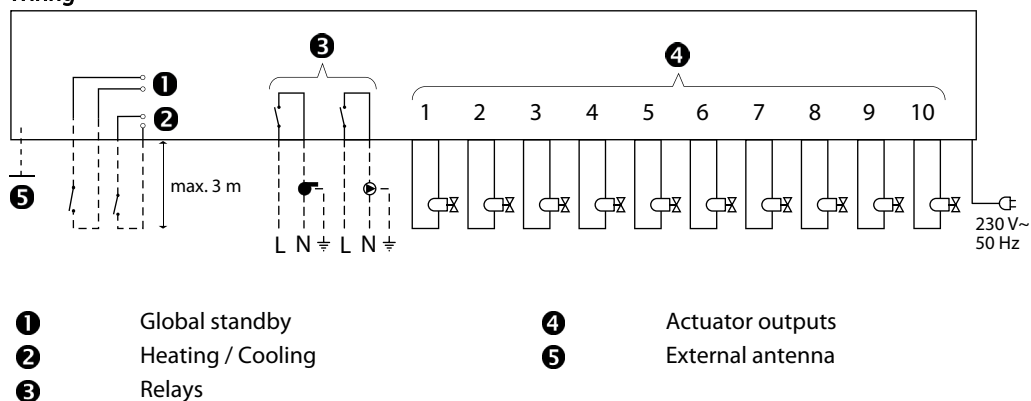 Wiring
❸ ❹
❶
❷
1 2 3 4 5 6 7 8 9 10
❺
max. 3 m
L N L N
230 V~
50 Hz
❶ Global standby
❷ Heating / Cooling
❸ Relays
❹ Actuator outputs
❺ External antenna